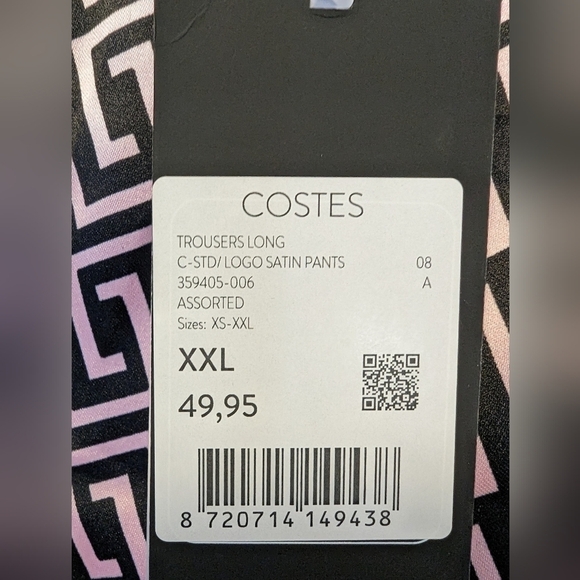 COSTES
TROUSERS LONG
C-STD/ LOGO SATIN PANTS 08
359405-006 A
ASSORTED
Sizes: XS-XXL
XXL
49,95
8 720714 149438